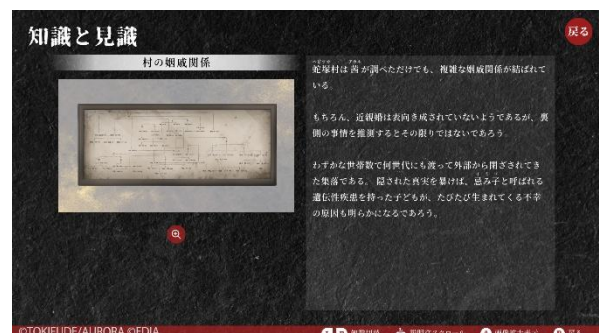 知識と見識
戻る
村の姻戚関係
蛇塚村は茜が調べただけでも、複雑な姻戚関係が結ばれて
いる。
もちろん、近親婚は表向き成されていないようであるが、裏
側の事情を推測するとその限りではないであろう。
わずかな世帯数で何世代にも渡って外部から閉ざされてき
た集落である。隠された真実を暴けば、忌み子と呼ばれる
遺伝性疾患を持った子どもが、たびたび生まれてくる不幸
の原因も明らかになるであろう。
©TOKIFUDE/AURORA ©EDIA